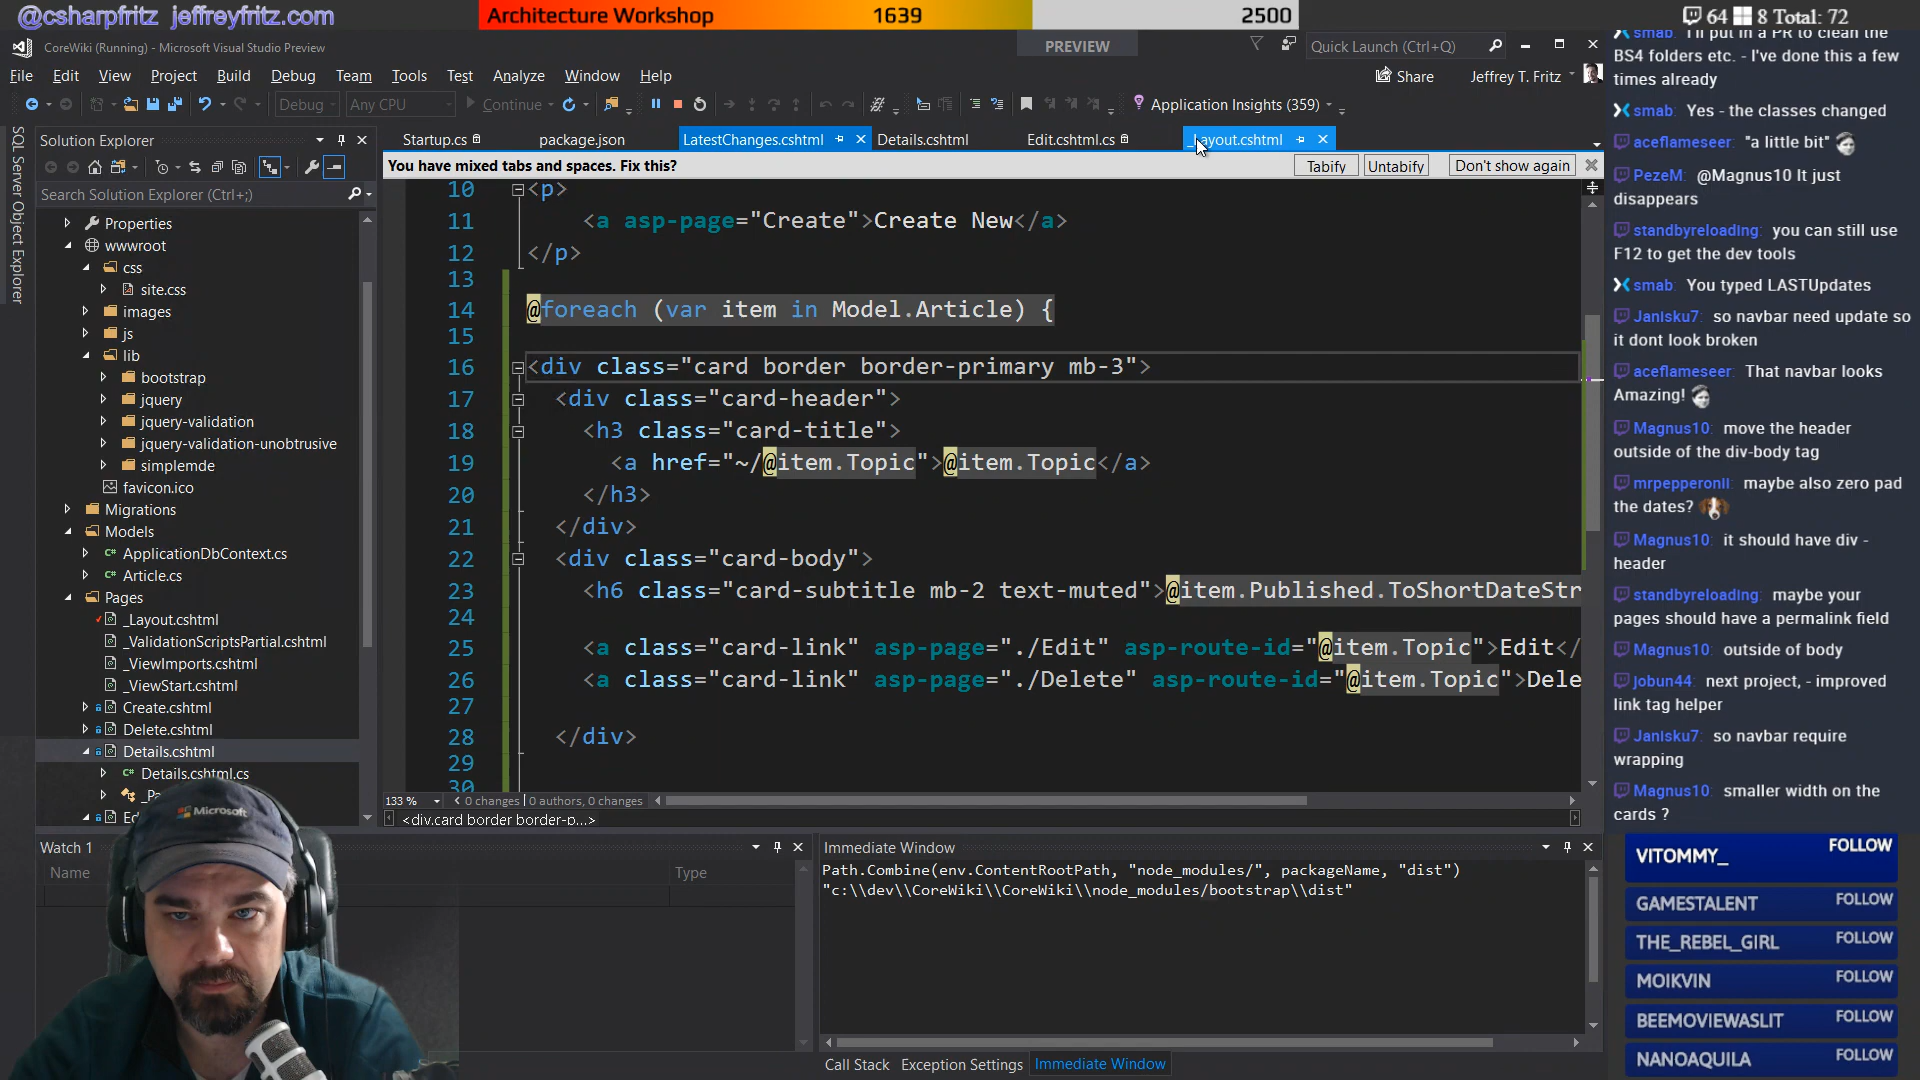 @csharpfritz jeffreyfritz.com
Architecture Workshop 1639 2500
64 8 Total: 72
CoreWiki (Running) - Microsoft Visual Studio Preview
PREVIEW
Quick Launch (Ctrl+Q)
File Edit View Project Build Debug Team Tools Test Analyze Window Help
Share Jeffrey T. Fritz
Debug Any CPU Continue Application Insights (359)
SQL Server Object Explorer
Solution Explorer
Search Solution Explorer (Ctrl+;)
Properties
wwwroot
css
site.css
images
js
lib
bootstrap
jquery
jquery-validation
jquery-validation-unobtrusive
simplemde
favicon.ico
Migrations
Models
ApplicationDbContext.cs
Article.cs
Pages
_Layout.cshtml
_ValidationScriptsPartial.cshtml
_ViewImports.cshtml
_ViewStart.cshtml
Create.cshtml
Delete.cshtml
Details.cshtml
Details.cshtml.cs
Startup.cs package.json LatestChanges.cshtml Details.cshtml Edit.cshtml.cs _Layout.cshtml
You have mixed tabs and spaces. Fix this? Tabify Untabify Don't show again
10 <p>
11 <a asp-page="Create">Create New</a>
12 </p>
13
14 @foreach (var item in Model.Article) {
15
16 <div class="card border border-primary mb-3">
17 <div class="card-header">
18 <h3 class="card-title">
19 <a href="~/@item.Topic">@item.Topic</a>
20 </h3>
21 </div>
22 <div class="card-body">
23 <h6 class="card-subtitle mb-2 text-muted">@item.Published.ToShortDateStr
24
25 <a class="card-link" asp-page="./Edit" asp-route-id="@item.Topic">Edit</
26 <a class="card-link" asp-page="./Delete" asp-route-id="@item.Topic">Dele
27
28 </div>
29
30
133 % 0 changes | 0 authors, 0 changes
<div.card border border-p...>
Watch 1
Name Type
Immediate Window
Path.Combine(env.ContentRootPath, "node_modules/", packageName, "dist")
"c:\\dev\\CoreWiki\\CoreWiki\\node_modules/bootstrap\\dist"
Call Stack Exception Settings Immediate Window
Microsoft
smab: I'll put in a PR to clean the
BS4 folders etc. - I've done this a few
times already
smab: Yes - the classes changed
aceflameseer: "a little bit"
PezeM: @Magnus10 It just
disappears
standbyreloading: you can still use
F12 to get the dev tools
smab: You typed LASTUpdates
Janisku7: so navbar need update so
it dont look broken
aceflameseer: That navbar looks
Amazing!
Magnus10: move the header
outside of the div-body tag
mrpepperonII: maybe also zero pad
the dates?
Magnus10: it should have div -
header
standbyreloading: maybe your
pages should have a permalink field
Magnus10: outside of body
jobun44: next project, - improved
link tag helper
Janisku7: so navbar require
wrapping
Magnus10: smaller width on the
cards ?
VITOMMY_ FOLLOW
GAMESTALENT FOLLOW
THE_REBEL_GIRL FOLLOW
MOIKVIN FOLLOW
BEEMOVIEWASLIT FOLLOW
NANOAQUILA FOLLOW